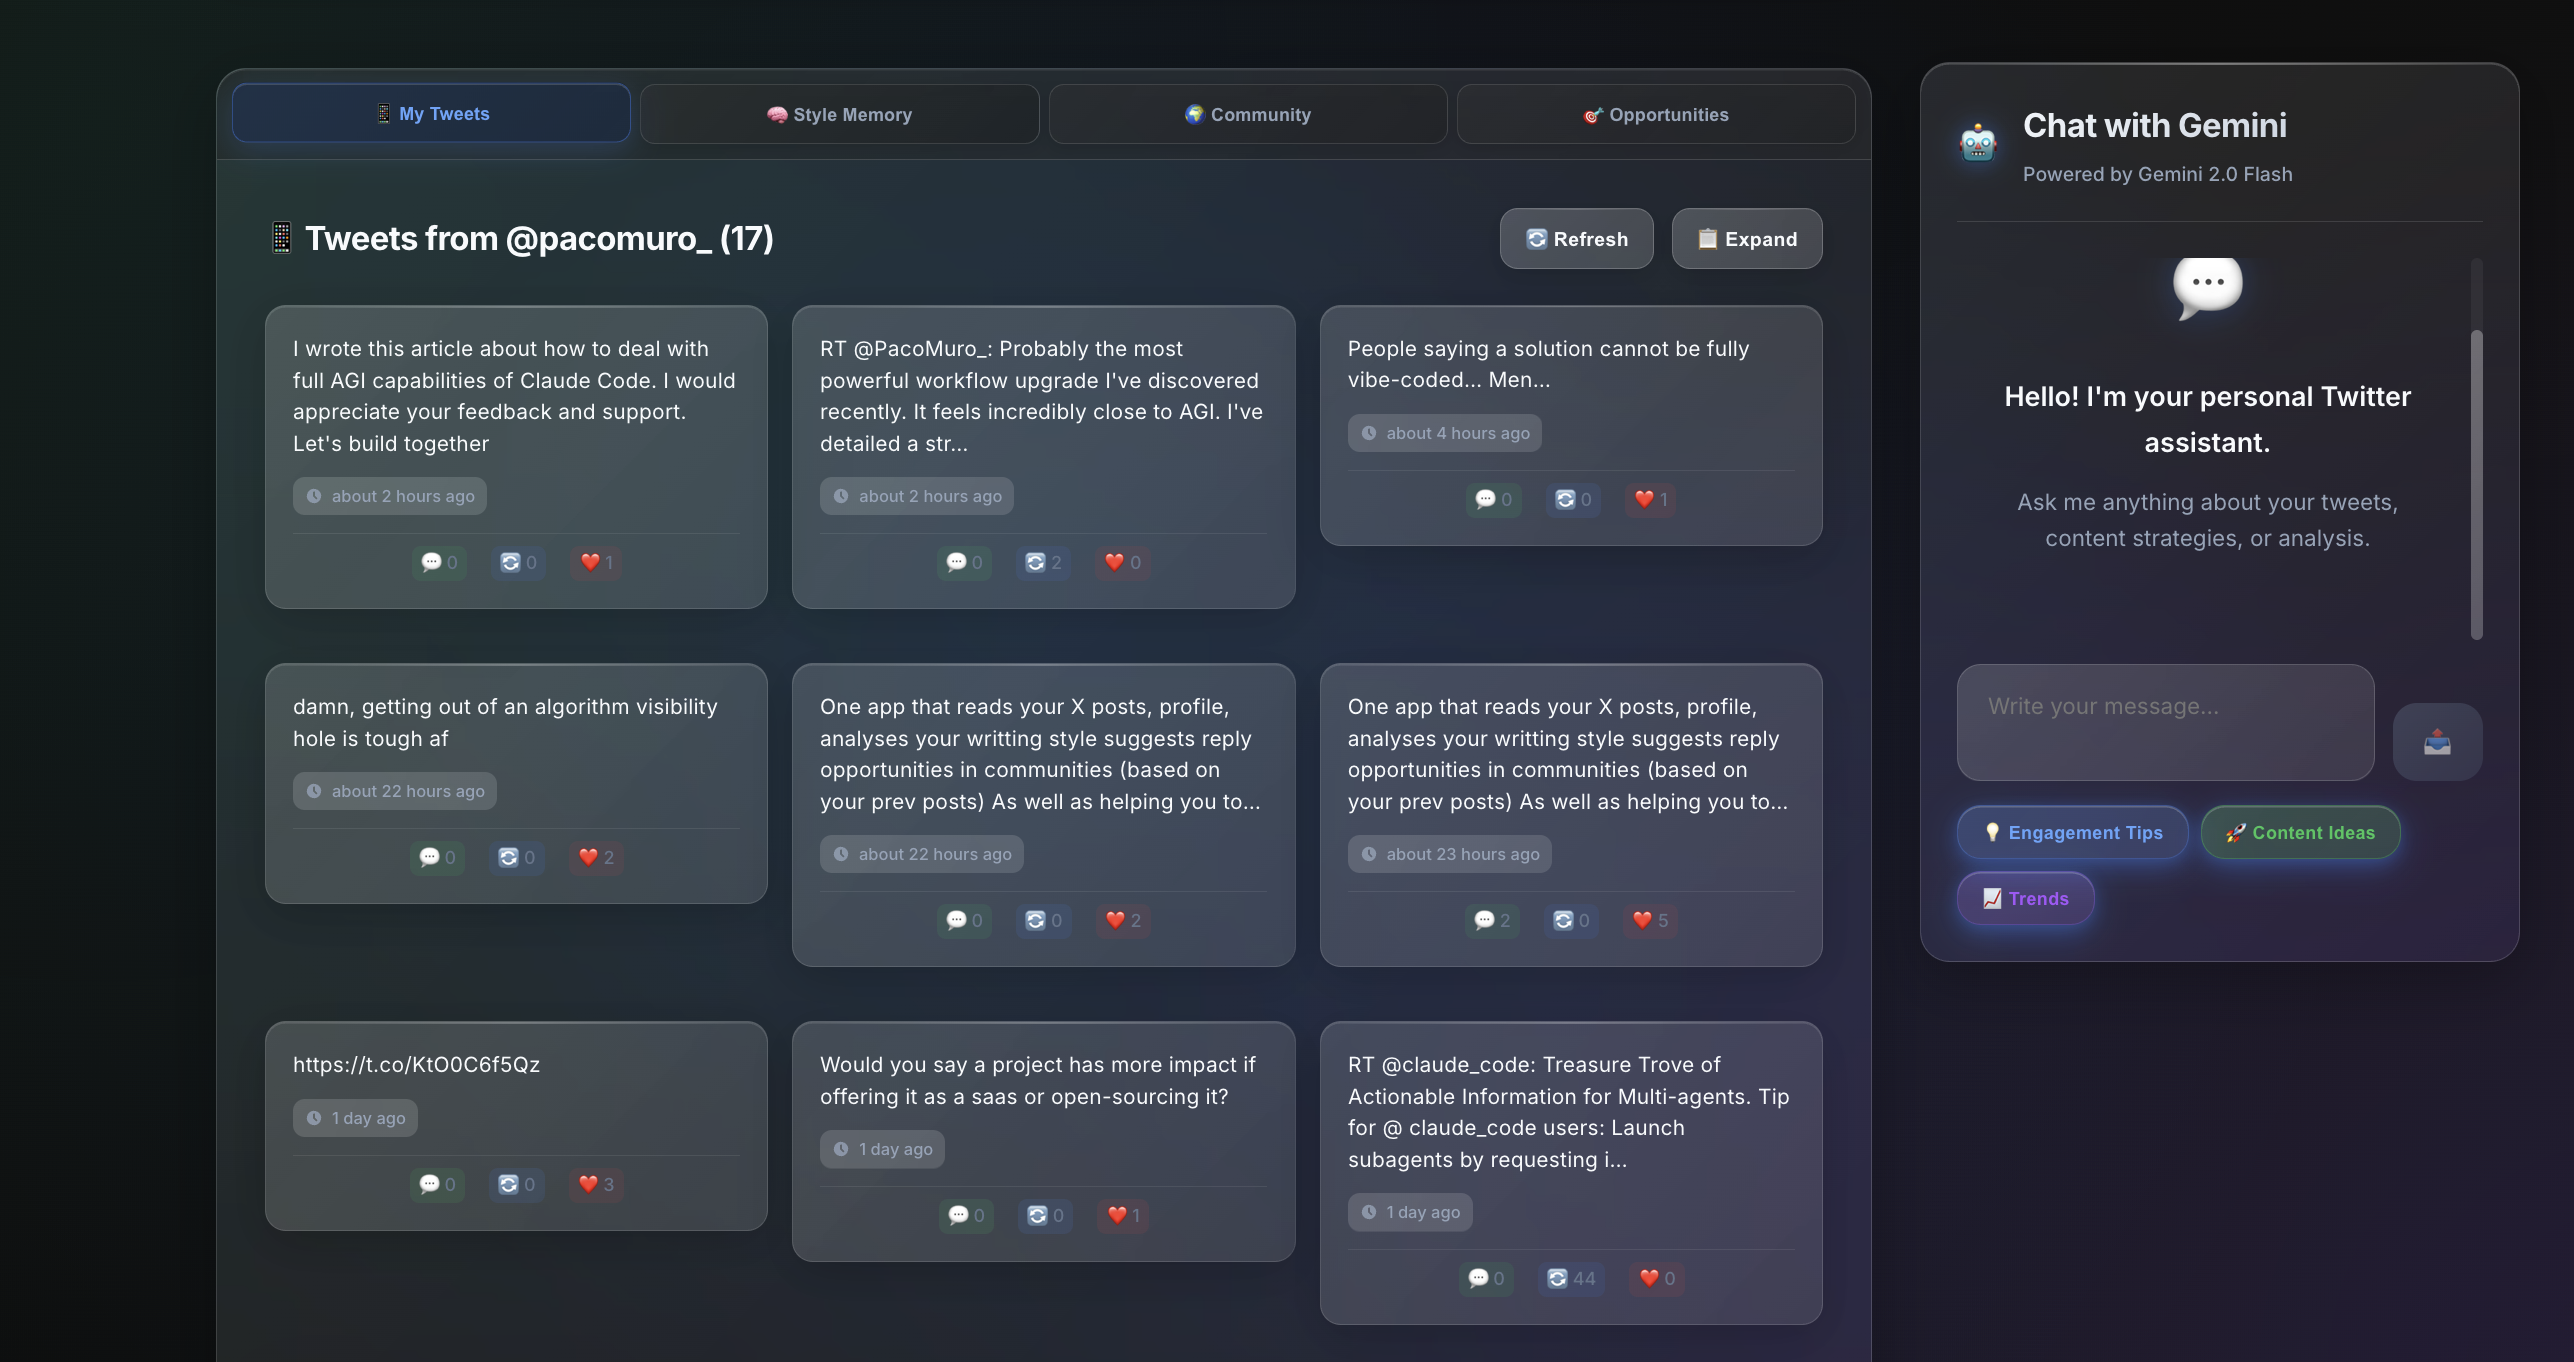 📱 My Tweets
🧠 Style Memory
🌍 Community
🎯 Opportunities
📱 Tweets from @pacomuro_ (17)
🔄 Refresh
📋 Expand
I wrote this article about how to deal with
full AGI capabilities of Claude Code. I would
appreciate your feedback and support.
Let's build together
about 2 hours ago
💬 0 🔄 0 ❤️ 1
RT @PacoMuro_: Probably the most
powerful workflow upgrade I've discovered
recently. It feels incredibly close to AGI. I've
detailed a str...
about 2 hours ago
💬 0 🔄 2 ❤️ 0
People saying a solution cannot be fully
vibe-coded... Men...
about 4 hours ago
💬 0 🔄 0 ❤️ 1
damn, getting out of an algorithm visibility
hole is tough af
about 22 hours ago
💬 0 🔄 0 ❤️ 2
One app that reads your X posts, profile,
analyses your writting style suggests reply
opportunities in communities (based on
your prev posts) As well as helping you to...
about 22 hours ago
💬 0 🔄 0 ❤️ 2
One app that reads your X posts, profile,
analyses your writting style suggests reply
opportunities in communities (based on
your prev posts) As well as helping you to...
about 23 hours ago
💬 2 🔄 0 ❤️ 5
https://t.co/KtO0C6f5Qz
1 day ago
💬 0 🔄 0 ❤️ 3
Would you say a project has more impact if
offering it as a saas or open-sourcing it?
1 day ago
💬 0 🔄 0 ❤️ 1
RT @claude_code: Treasure Trove of
Actionable Information for Multi-agents. Tip
for @ claude_code users: Launch
subagents by requesting i...
1 day ago
💬 0 🔄 44 ❤️ 0
Chat with Gemini
Powered by Gemini 2.0 Flash
Hello! I'm your personal Twitter
assistant.
Ask me anything about your tweets,
content strategies, or analysis.
Write your message...
💡 Engagement Tips
🚀 Content Ideas
📈 Trends